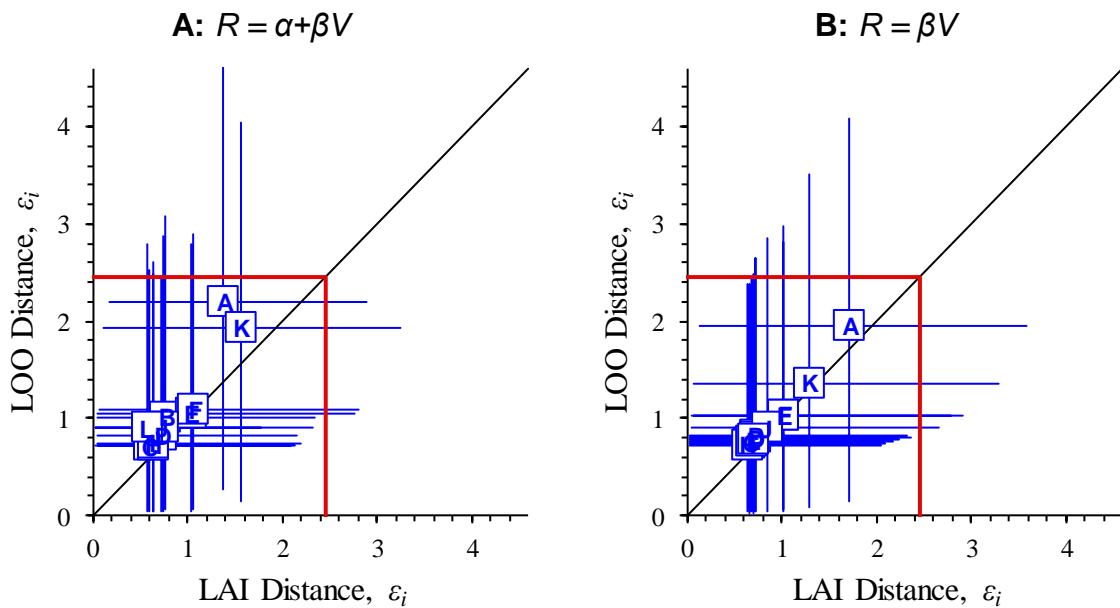 A: R = α+βV
B: R = βV
LOO Distance, εi
4
3
2
1
0
A
K
F
E
B
L
D
0
1
2
3
4
LAI Distance, εi
LOO Distance, εi
4
3
2
1
0
A
K
E
0
1
2
3
4
LAI Distance, εi